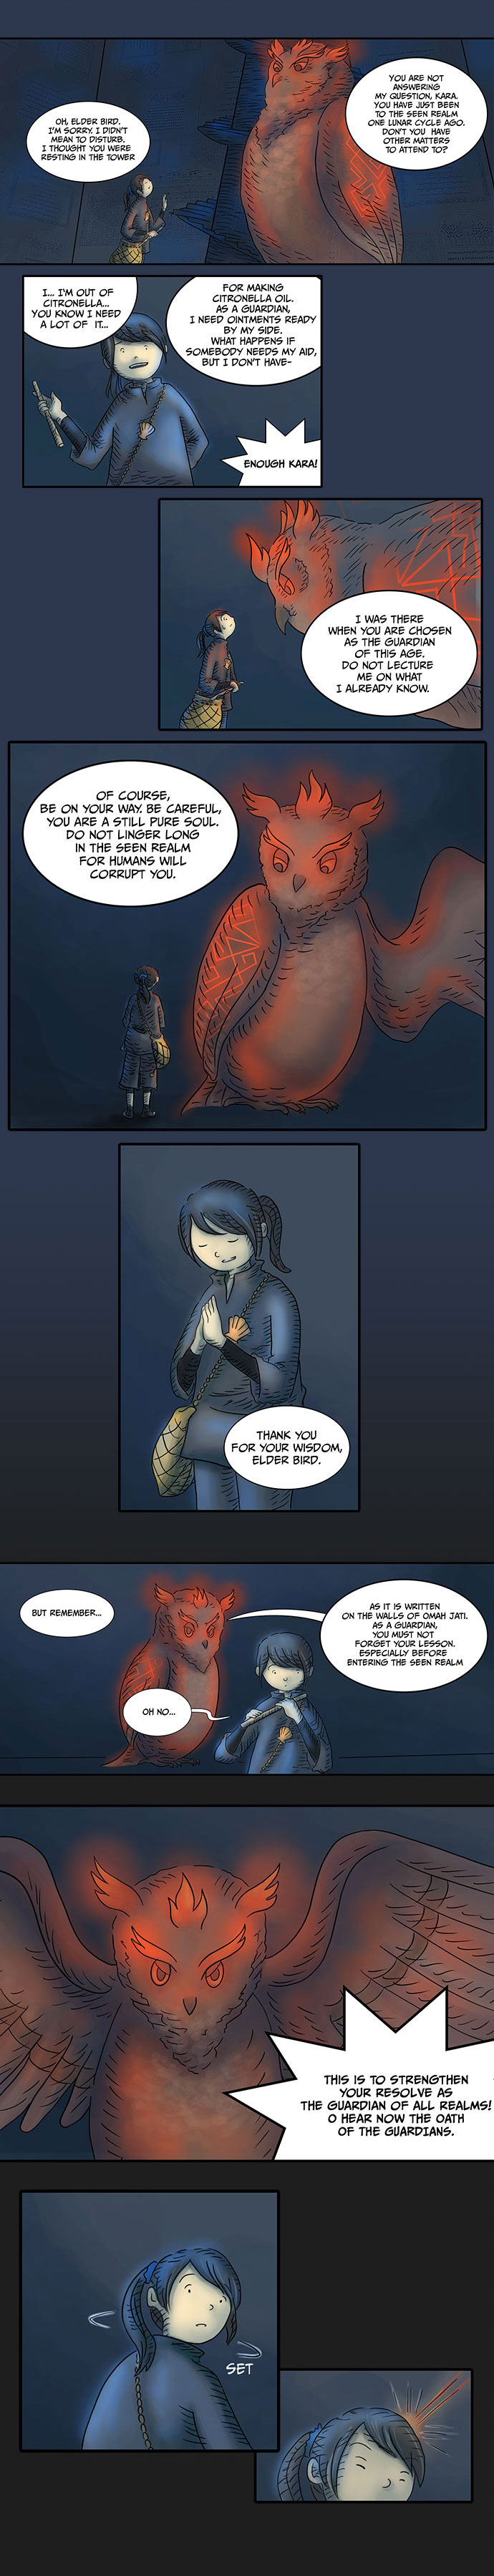 OH, ELDER BIRD.
I'M SORRY. I DIDN'T
MEAN TO DISTURB.
I THOUGHT YOU WERE
RESTING IN THE TOWER
YOU ARE NOT
ANSWERING
MY QUESTION, KARA.
YOU HAVE JUST BEEN
TO THE SEEN REALM
ONE LUNAR CYCLE AGO.
DON'T YOU HAVE
OTHER MATTERS
TO ATTEND TO?
I... I'M OUT OF
CITRONELLA...
YOU KNOW I NEED
A LOT OF IT...
FOR MAKING
CITRONELLA OIL.
AS A GUARDIAN,
I NEED OINTMENTS READY
BY MY SIDE.
WHAT HAPPENS IF
SOMEBODY NEEDS MY AID,
BUT I DON'T HAVE-
ENOUGH KARA!
I WAS THERE
WHEN YOU ARE CHOSEN
AS THE GUARDIAN
OF THIS AGE.
DO NOT LECTURE
ME ON WHAT
I ALREADY KNOW.
OF COURSE,
BE ON YOUR WAY. BE CAREFUL,
YOU ARE A STILL PURE SOUL.
DO NOT LINGER LONG
IN THE SEEN REALM
FOR HUMANS WILL
CORRUPT YOU.
THANK YOU
FOR YOUR WISDOM,
ELDER BIRD.
BUT REMEMBER...
AS IT IS WRITTEN
ON THE WALLS OF OMAH JATI.
AS A GUARDIAN,
YOU MUST NOT
FORGET YOUR LESSON.
ESPECIALLY BEFORE
ENTERING THE SEEN REALM
OH NO...
THIS IS TO STRENGTHEN
YOUR RESOLVE AS
THE GUARDIAN OF ALL REALMS!
O HEAR NOW THE OATH
OF THE GUARDIANS.
SET